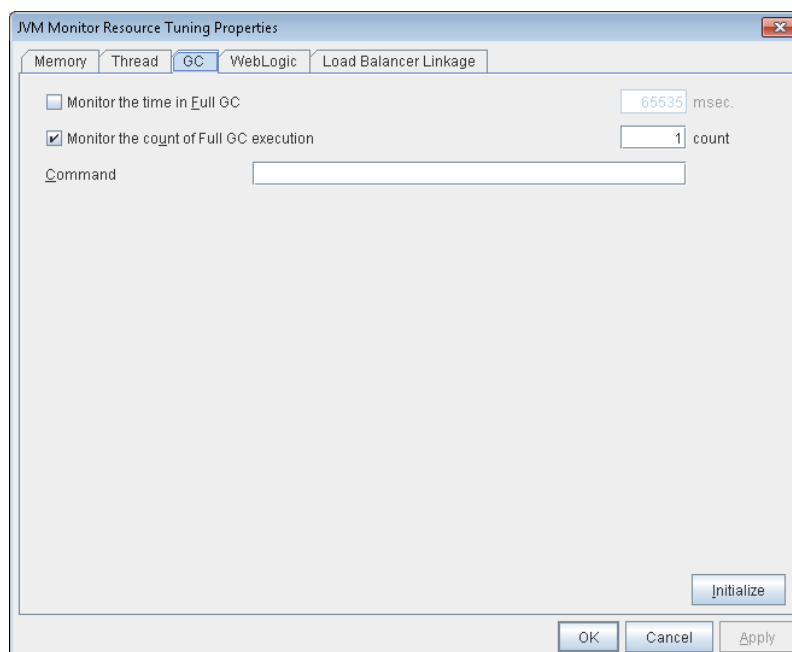 JVM Monitor Resource Tuning Properties
Memory Thread GC WebLogic Load Balancer Linkage
Monitor the time in Full GC 65535 msec.
Monitor the count of Full GC execution 1 count
Command
Initialize
OK Cancel Apply